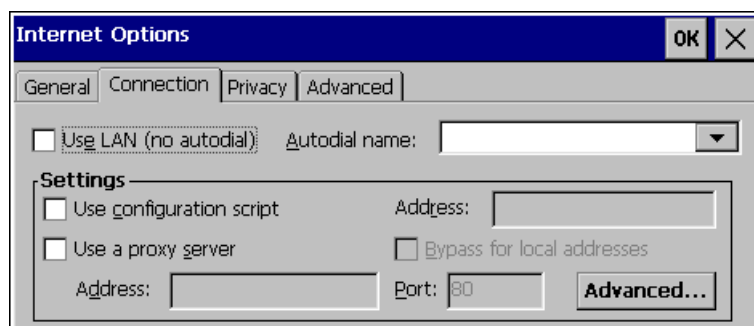 Internet Options OK
General Connection Privacy Advanced
Use LAN (no autodial) Autodial name:
Settings
Use configuration script Address:
Use a proxy server Bypass for local addresses
Address: Port: 80 Advanced...